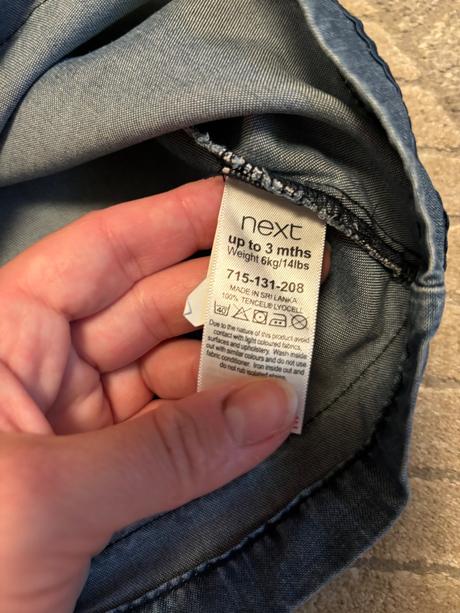 next
up to 3 mths
Weight 6kg/14lbs
715-131-208
MADE IN SRI LANKA
100% TENCEL® LYOCELL
40
Due to the nature of this product avoid
contact with light coloured fabrics,
surfaces and upholstery. Wash inside
out with similar colours and do not use
fabric conditioner Iron inside out and
do not rub isolated